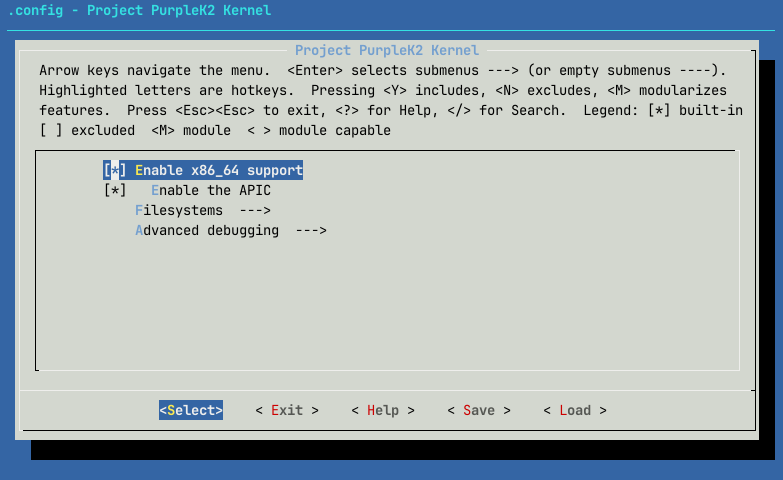 .config - Project PurpleK2 Kernel
Project PurpleK2 Kernel
Arrow keys navigate the menu.  <Enter> selects submenus ---> (or empty submenus ----).
Highlighted letters are hotkeys.  Pressing <Y> includes, <N> excludes, <M> modularizes
features.  Press <Esc><Esc> to exit, <?> for Help, </> for Search.  Legend: [*] built-in
[ ] excluded  <M> module  < > module capable
[*] Enable x86_64 support
[*]   Enable the APIC
Filesystems  --->
Advanced debugging  --->
<Select>    < Exit >    < Help >    < Save >    < Load >